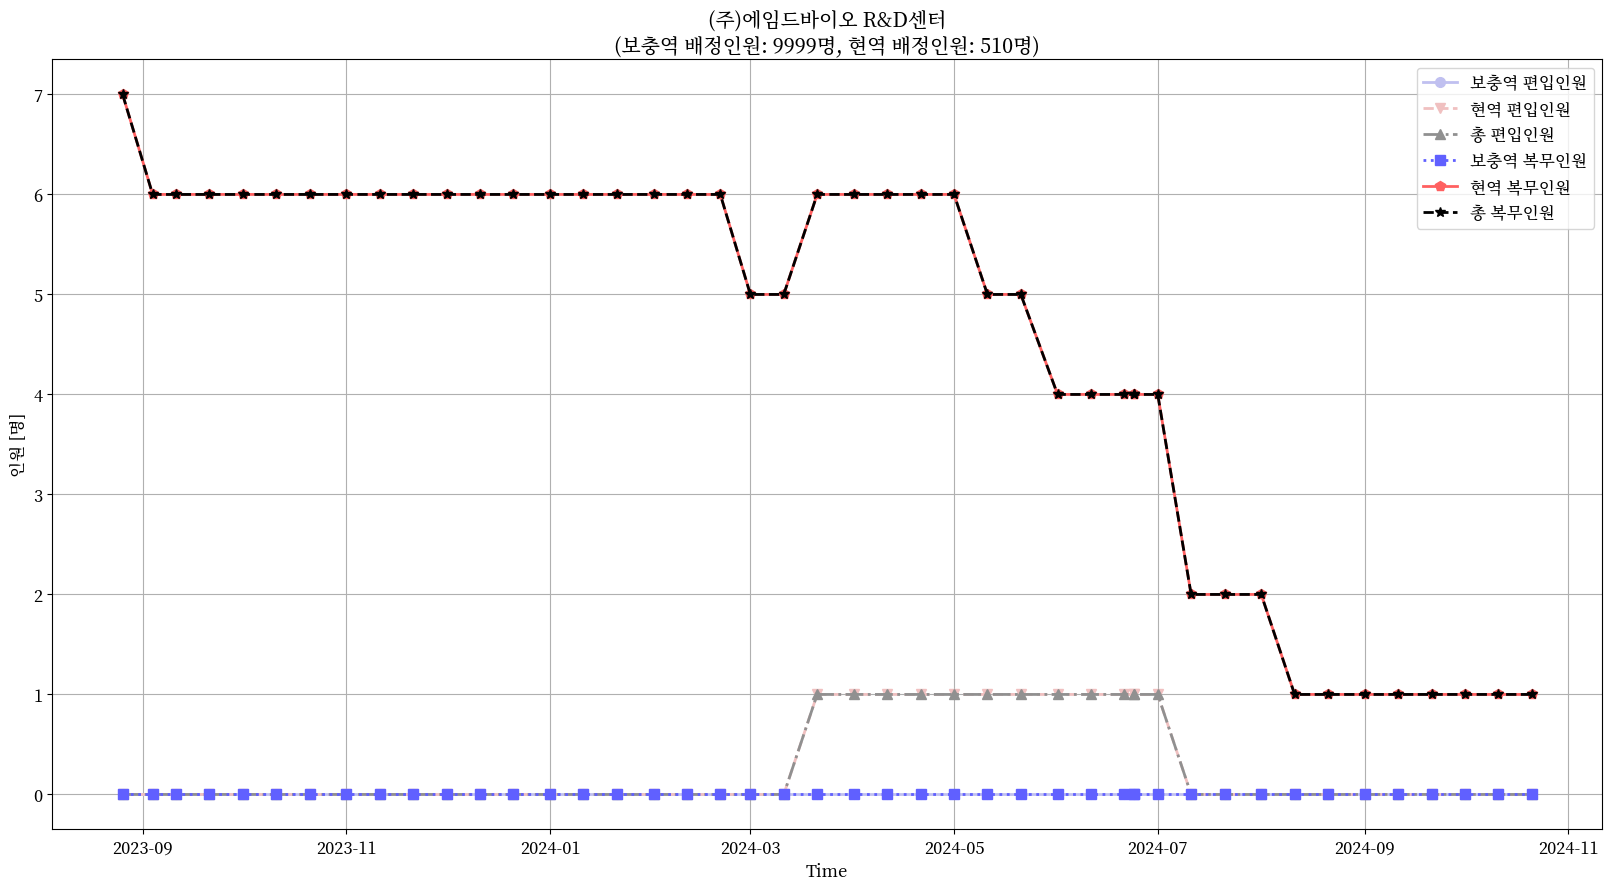 (주)에임드바이오 R&D센터
(보충역 배정인원: 9999명, 현역 배정인원: 510명)
보충역 편입인원
현역 편입인원
총 편입인원
보충역 복무인원
현역 복무인원
총 복무인원
인원 [명]
7
6
5
4
3
2
1
0
2023-09 2023-11 2024-01 2024-03 2024-05 2024-07 2024-09 2024-11
Time